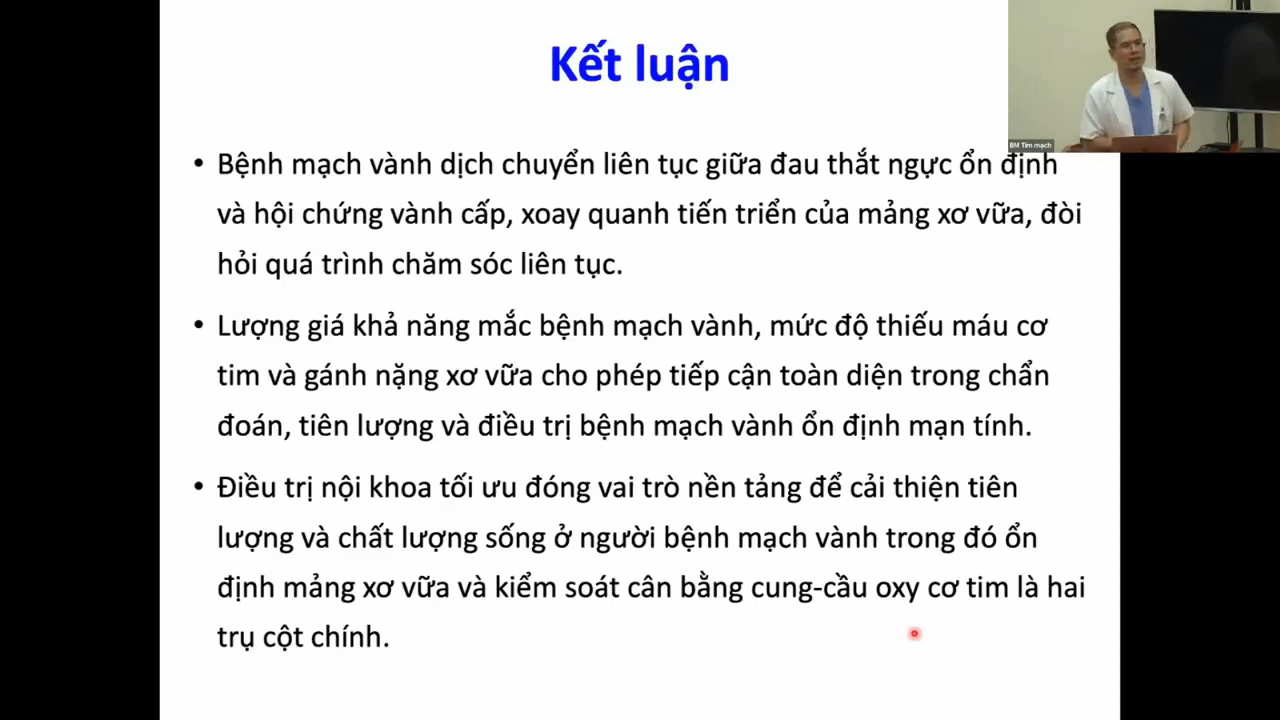 Kết luận
BM Tim mạch
• Bệnh mạch vành dịch chuyển liên tục giữa đau thắt ngực ổn định
và hội chứng vành cấp, xoay quanh tiến triển của mảng xơ vữa, đòi
hỏi quá trình chăm sóc liên tục.
• Lượng giá khả năng mắc bệnh mạch vành, mức độ thiếu máu cơ
tim và gánh nặng xơ vữa cho phép tiếp cận toàn diện trong chẩn
đoán, tiên lượng và điều trị bệnh mạch vành ổn định mạn tính.
• Điều trị nội khoa tối ưu đóng vai trò nền tảng để cải thiện tiên
lượng và chất lượng sống ở người bệnh mạch vành trong đó ổn
định mảng xơ vữa và kiểm soát cân bằng cung-cầu oxy cơ tim là hai
trụ cột chính.